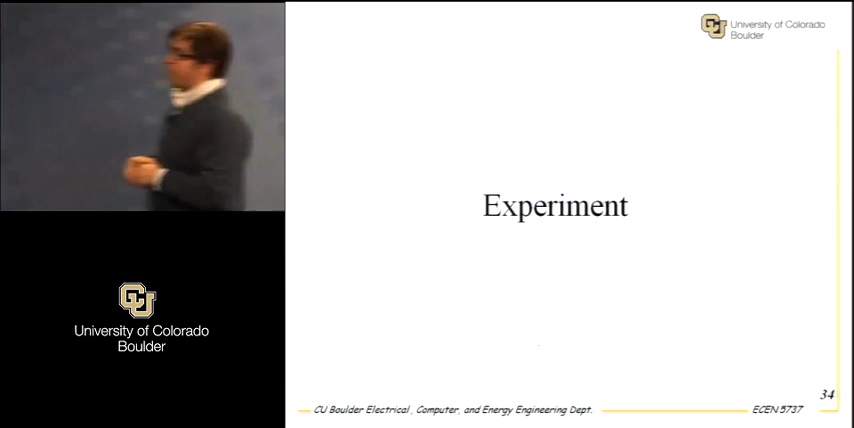 University of Colorado
Boulder
Experiment
34
CU Boulder Electrical, Computer, and Energy Engineering Dept.
ECEN 5737
University of Colorado
Boulder